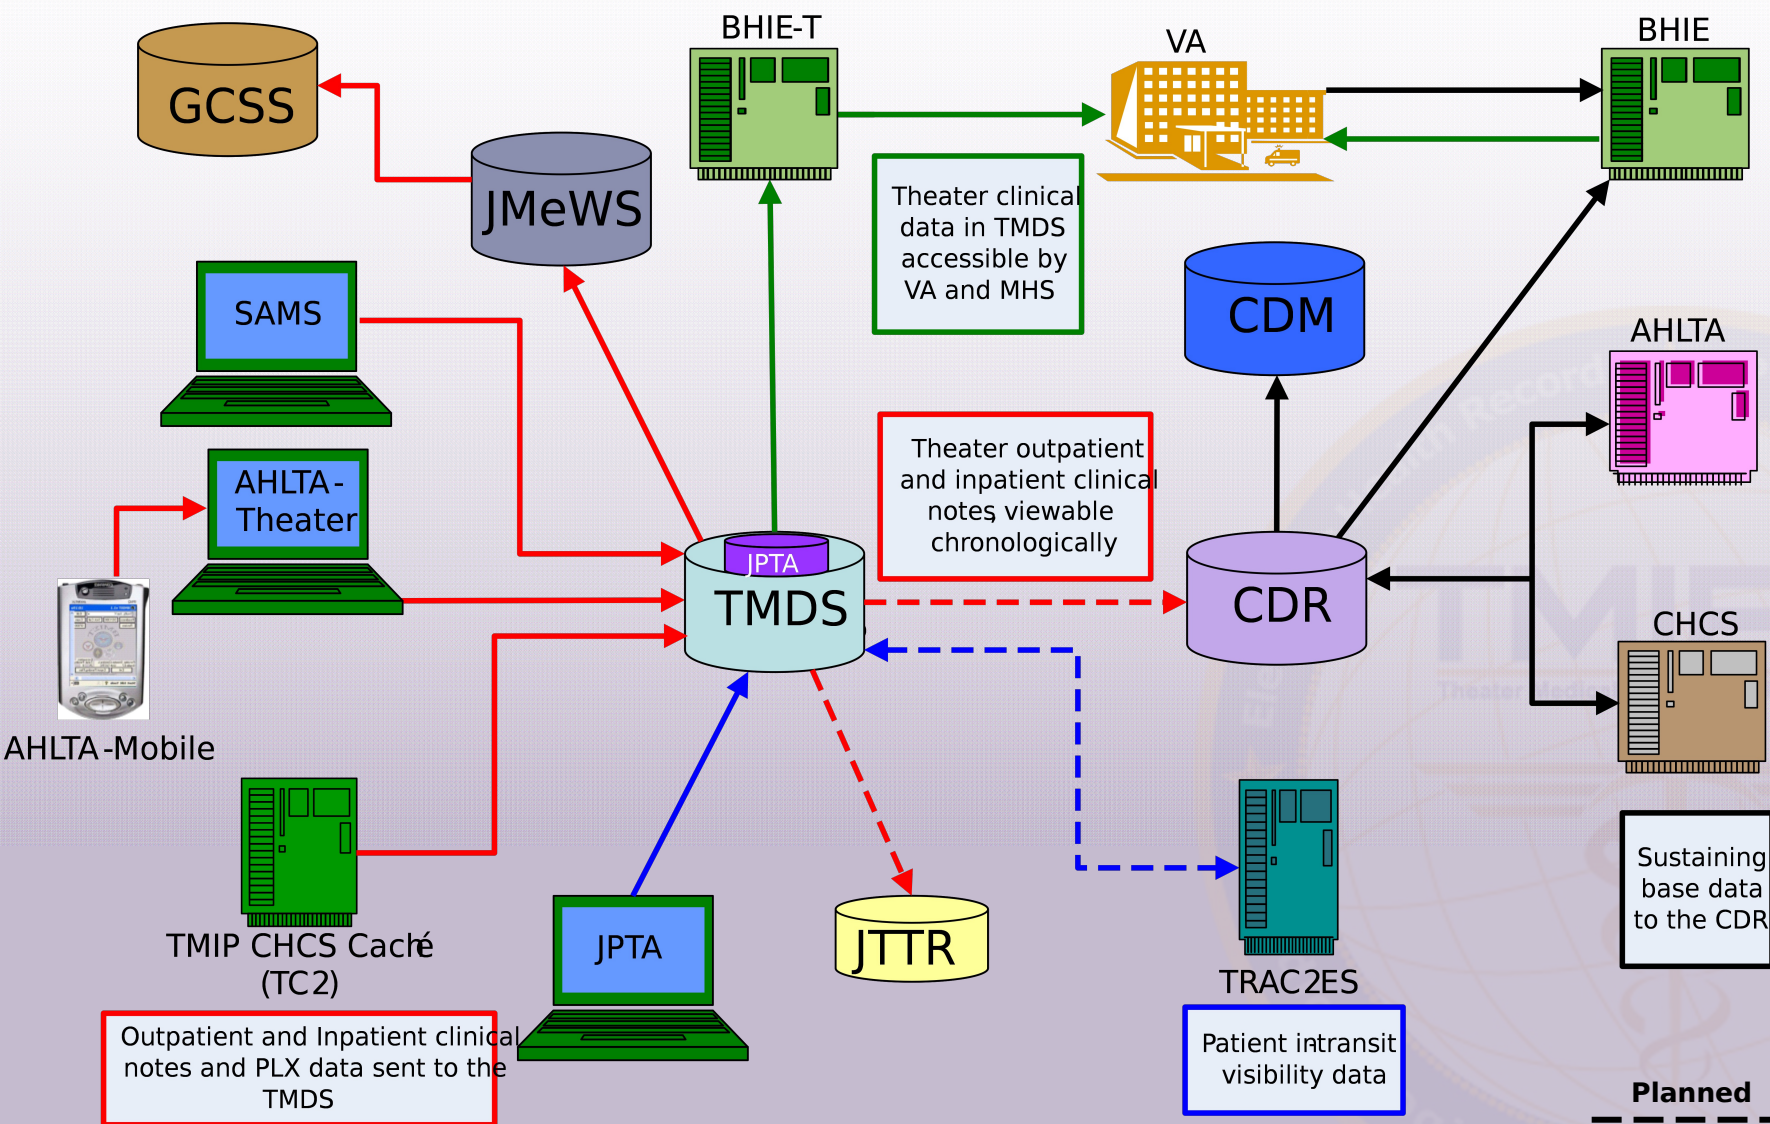 BHIE-T
VA
BHIE
GCSS
JMeWS
Theater clinical
data in TMDS
accessible by
VA and MHS
SAMS
CDM
AHLTA
AHLTA-
Theater
Theater outpatient
and inpatient clinical
notes, viewable
chronologically
JPTA
TMDS
CDR
CHCS
AHLTA-Mobile
TMIP CHCS Caché
(TC2)
JPTA
JTTR
TRAC2ES
Sustaining
base data
to the CDR
Outpatient and Inpatient clinical
notes and PLX data sent to the
TMDS
Patient in-transit
visibility data
Planned